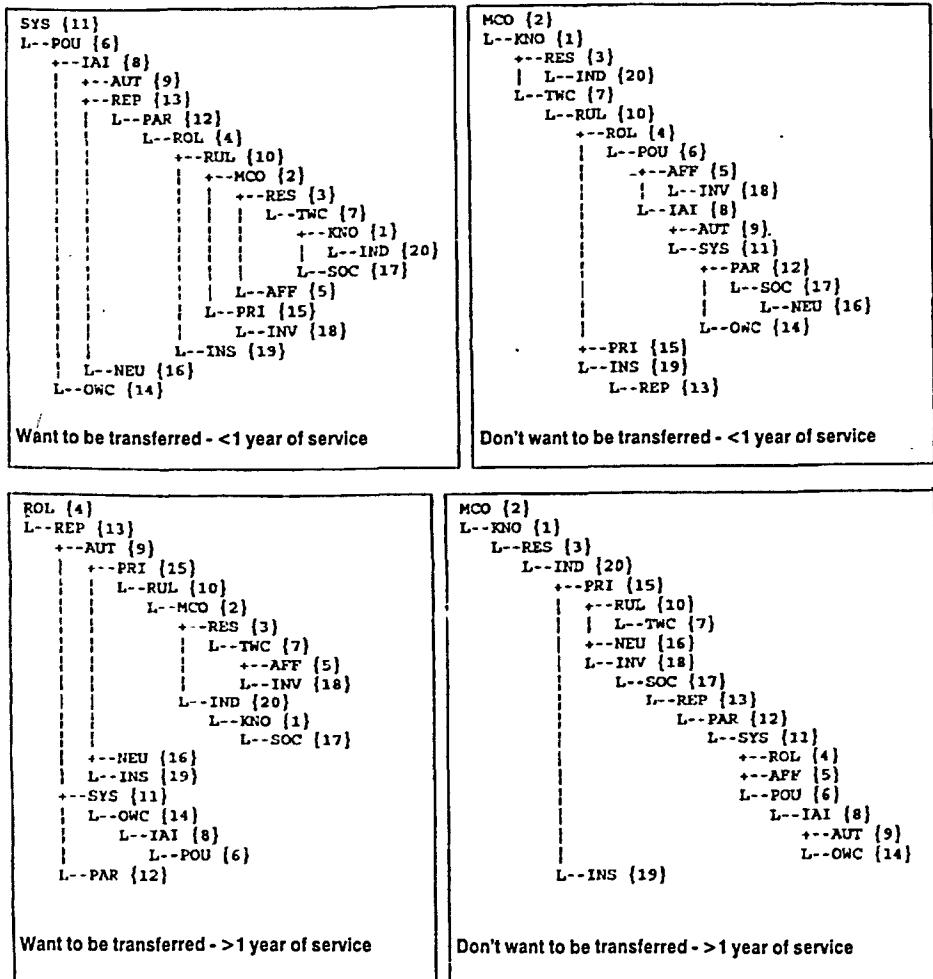 SYS {11}
L--POU {6}
+--IAI {8}
| +--AUT {9}
| +--REP {13}
| | L--PAR {12}
| | L--ROL {4}
| | +--RUL {10}
| | | +--MCO {2}
| | | | +--RES {3}
| | | | | L--TWC {7}
| | | | | +--KNO {1}
| | | | | | L--IND {20}
| | | | | L--SOC {17}
| | | | L--AFF {5}
| | | L--PRI {15}
| | | L--INV {18}
| | L--INS {19}
| L--NEU {16}
L--OWC {14}
Want to be transferred - <1 year of service
MCO {2}
L--KNO {1}
+--RES {3}
| L--IND {20}
L--TWC {7}
L--RUL {10}
+--ROL {4}
| L--POU {6}
| +--AFF {5}
| | L--INV {18}
| L--IAI {8}
| +--AUT {9}
| L--SYS {11}
| +--PAR {12}
| | L--SOC {17}
| | L--NEU {16}
| L--OWC {14}
+--PRI {15}
L--INS {19}
L--REP {13}
Don't want to be transferred - <1 year of service
ROL {4}
L--REP {13}
+--AUT {9}
| +--PRI {15}
| | L--RUL {10}
| | L--MCO {2}
| | +--RES {3}
| | | L--TWC {7}
| | | +--AFF {5}
| | | L--INV {18}
| | L--IND {20}
| | L--KNO {1}
| | L--SOC {17}
| +--NEU {16}
| L--INS {19}
+--SYS {11}
| L--OWC {14}
| L--IAI {8}
| L--POU {6}
L--PAR {12}
Want to be transferred - >1 year of service
MCO {2}
L--KNO {1}
L--RES {3}
L--IND {20}
+--PRI {15}
| +--RUL {10}
| | L--TWC {7}
| +--NEU {16}
| L--INV {18}
| L--SOC {17}
| L--REP {13}
| L--PAR {12}
| L--SYS {11}
| +--ROL {4}
| +--AFF {5}
| L--POU {6}
| L--IAI {8}
| +--AUT {9}
| L--OWC {14}
L--INS {19}
Don't want to be transferred - >1 year of service